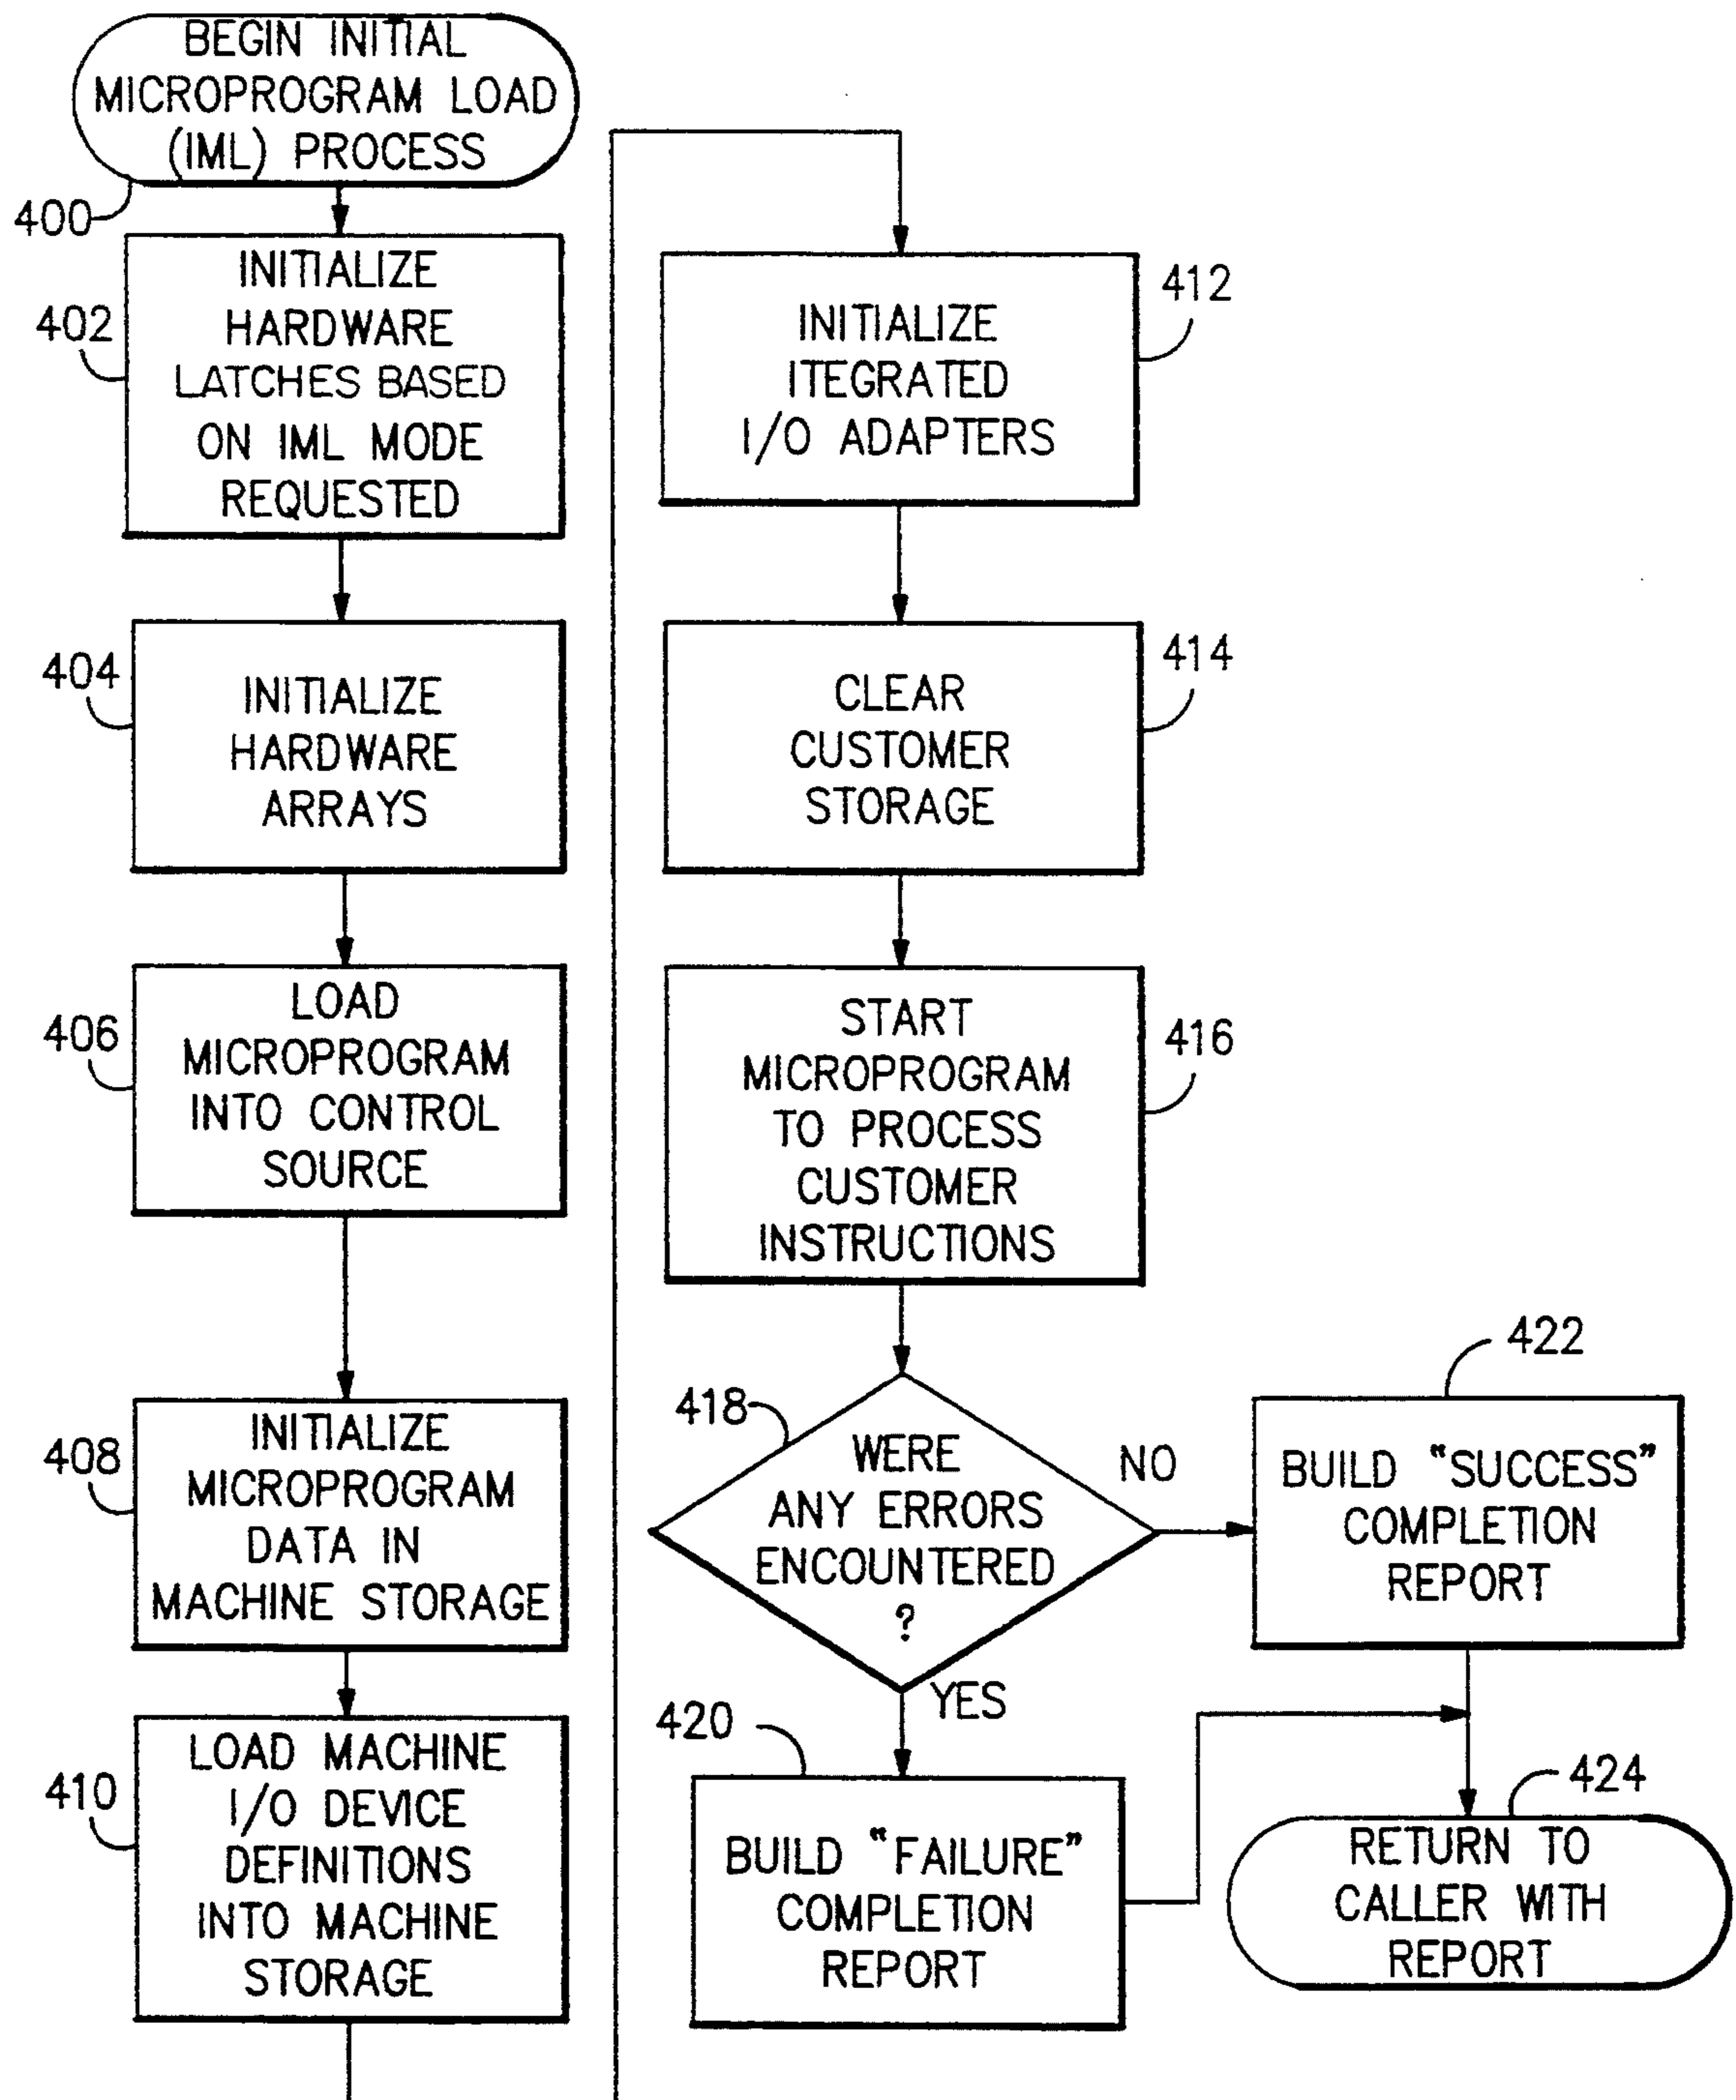 BEGIN INITIAL
MICROPROGRAM LOAD
(IML) PROCESS
400
INITIALIZE
HARDWARE
LATCHES BASED
ON IML MODE
REQUESTED
402
INITIALIZE
HARDWARE
ARRAYS
404
LOAD
MICROPROGRAM
INTO CONTROL
SOURCE
406
INITIALIZE
MICROPROGRAM
DATA IN
MACHINE STORAGE
408
LOAD MACHINE
I/O DEVICE
DEFINITIONS
INTO MACHINE
STORAGE
410
INITIALIZE
ITEGRATED
I/O ADAPTERS
412
CLEAR
CUSTOMER
STORAGE
414
START
MICROPROGRAM
TO PROCESS
CUSTOMER
INSTRUCTIONS
416
418
WERE
ANY ERRORS
ENCOUNTERED
?
NO
YES
420
BUILD "FAILURE"
COMPLETION
REPORT
422
BUILD "SUCCESS"
COMPLETION
REPORT
424
RETURN TO
CALLER WITH
REPORT